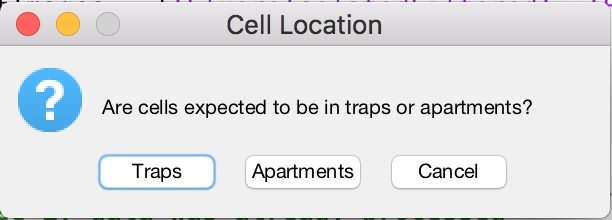 Cell Location
Are cells expected to be in traps or apartments?
Traps
Apartments
Cancel